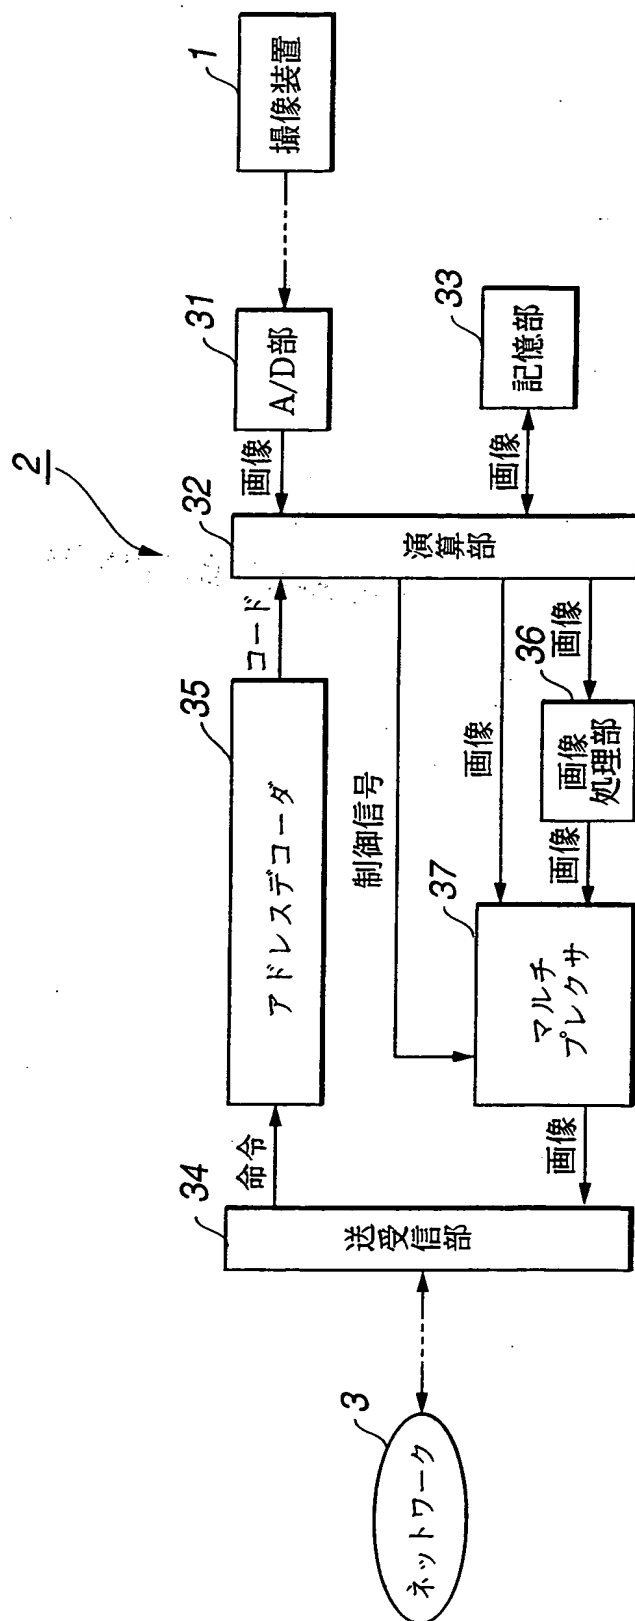 2
1
撮像装置
31
A/D部
画像
33
記憶部
画像
32
演算部
コード
35
アドレスデコーダ
制御信号
画像
画像
36
画像
処理部
画像
37
マルチ
プレクサ
画像
命令
34
送受信部
3
ネットワーク